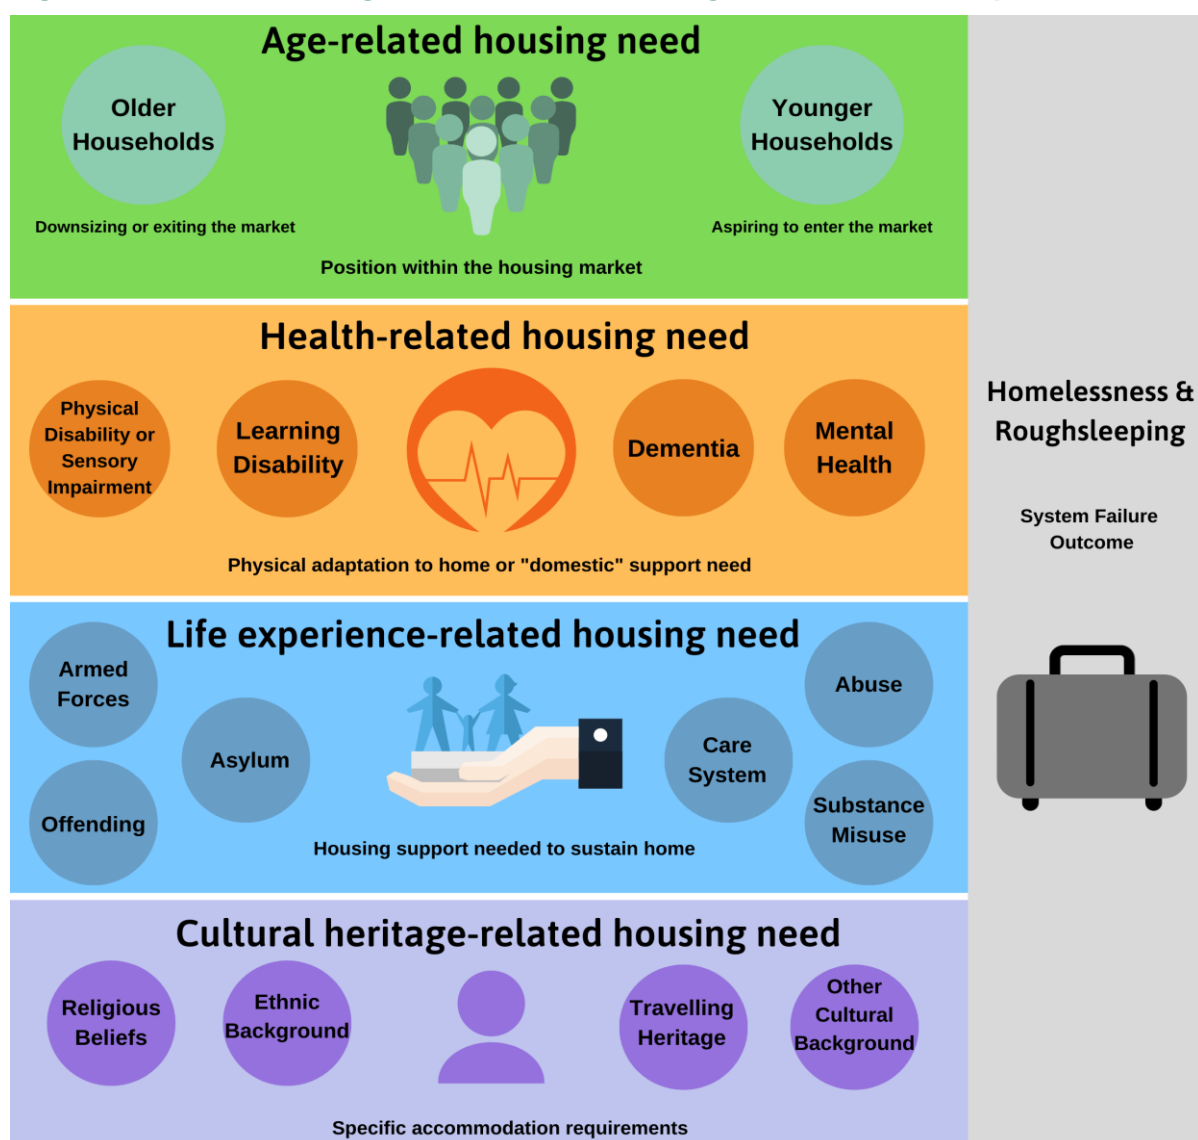 Age-related housing need
Older
Households
Younger
Households
Downsizing or exiting the market
Aspiring to enter the market
Position within the housing market
Health-related housing need
Physical
Disability or
Sensory
Impairment
Learning
Disability
Dementia
Mental
Health
Physical adaptation to home or "domestic" support need
Life experience-related housing need
Armed
Forces
Asylum
Offending
Care
System
Abuse
Substance
Misuse
Housing support needed to sustain home
Cultural heritage-related housing need
Religious
Beliefs
Ethnic
Background
Travelling
Heritage
Other
Cultural
Background
Specific accommodation requirements
Homelessness &
Roughsleeping
System Failure
Outcome